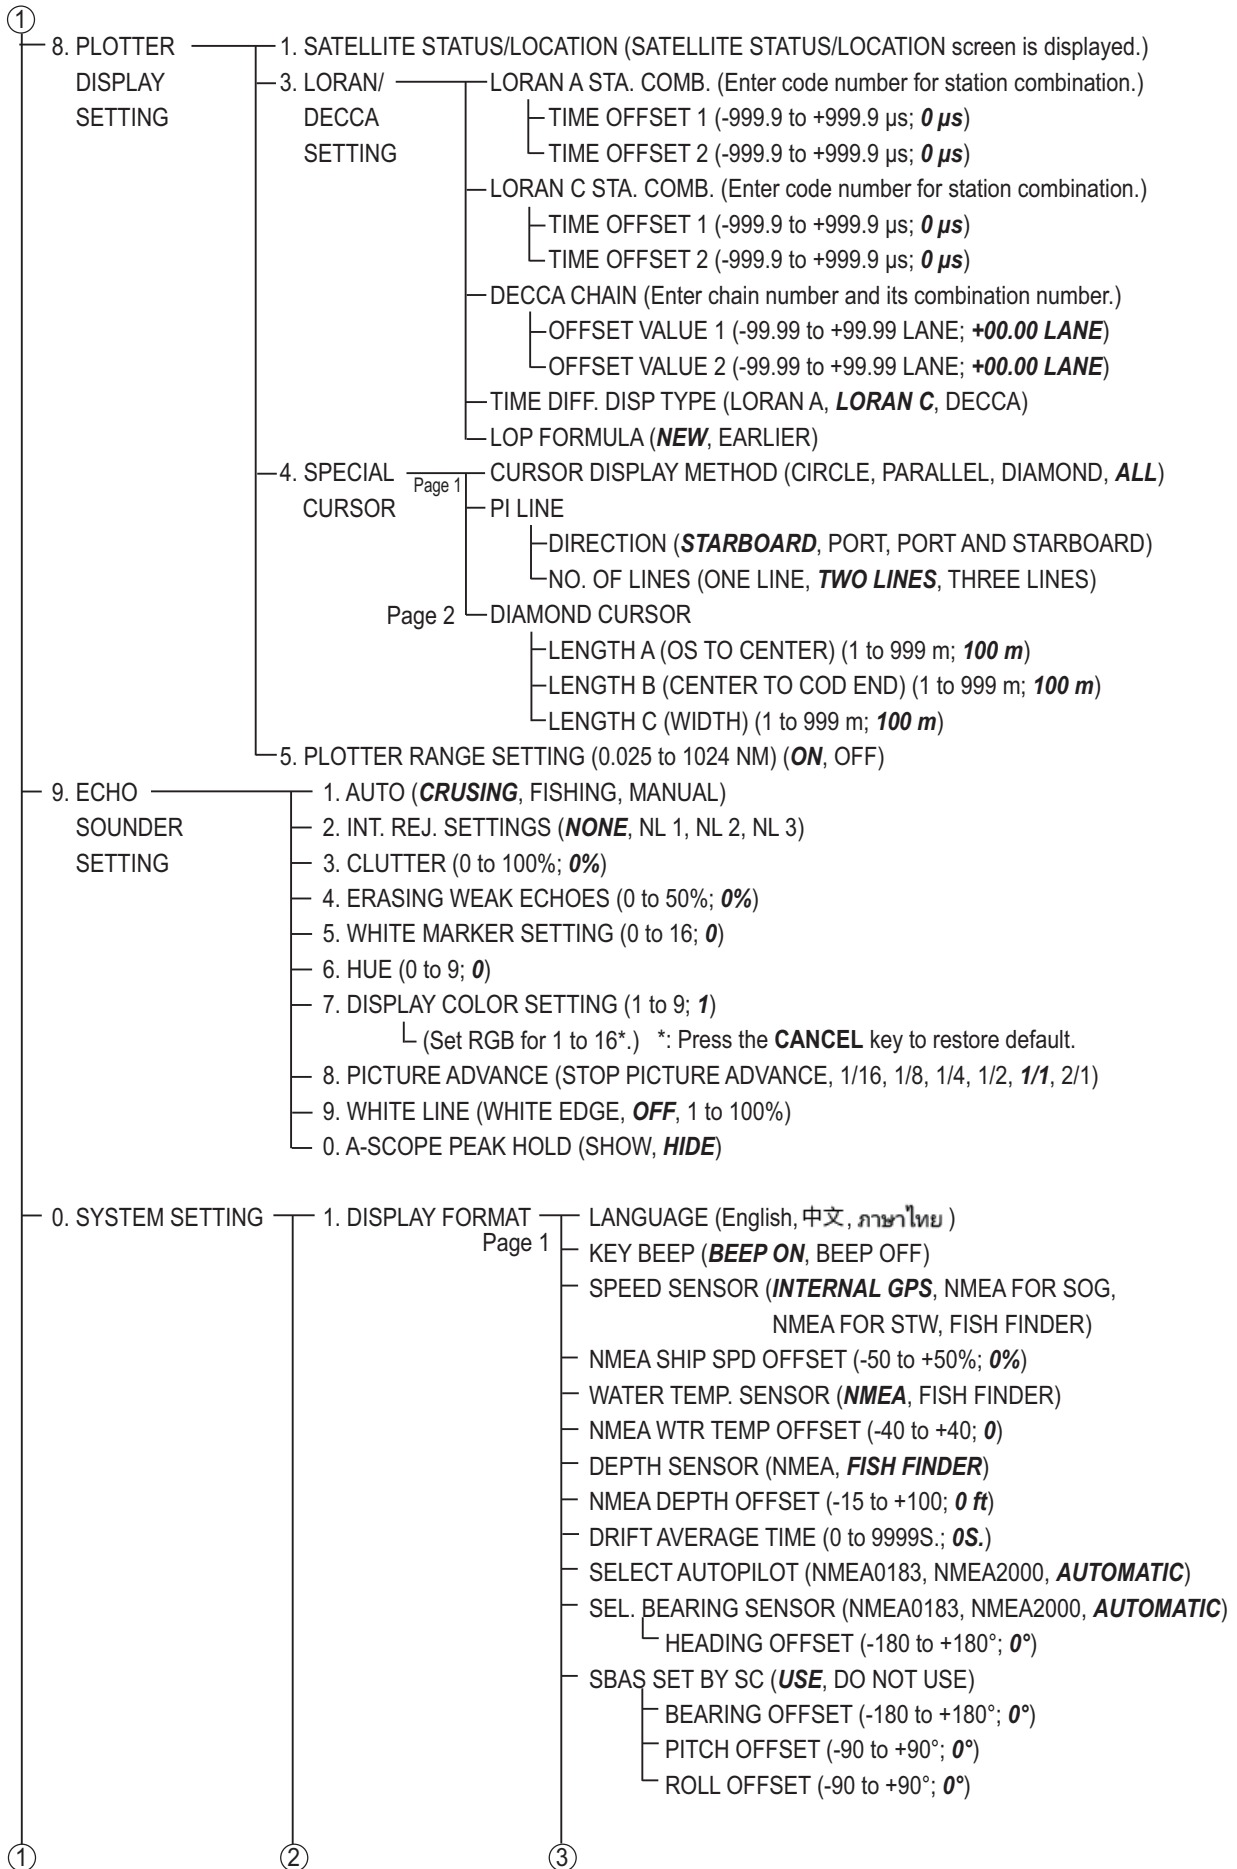 1
8. PLOTTER DISPLAY SETTING
1. SATELLITE STATUS/LOCATION (SATELLITE STATUS/LOCATION screen is displayed.)
3. LORAN/ DECCA SETTING
LORAN A STA. COMB. (Enter code number for station combination.)
TIME OFFSET 1 (-999.9 to +999.9 µs; 0 µs)
TIME OFFSET 2 (-999.9 to +999.9 µs; 0 µs)
LORAN C STA. COMB. (Enter code number for station combination.)
TIME OFFSET 1 (-999.9 to +999.9 µs; 0 µs)
TIME OFFSET 2 (-999.9 to +999.9 µs; 0 µs)
DECCA CHAIN (Enter chain number and its combination number.)
OFFSET VALUE 1 (-99.99 to +99.99 LANE; +00.00 LANE)
OFFSET VALUE 2 (-99.99 to +99.99 LANE; +00.00 LANE)
TIME DIFF. DISP TYPE (LORAN A, LORAN C, DECCA)
LOP FORMULA (NEW, EARLIER)
4. SPECIAL CURSOR
Page 1
CURSOR DISPLAY METHOD (CIRCLE, PARALLEL, DIAMOND, ALL)
PI LINE
DIRECTION (STARBOARD, PORT, PORT AND STARBOARD)
NO. OF LINES (ONE LINE, TWO LINES, THREE LINES)
Page 2
DIAMOND CURSOR
LENGTH A (OS TO CENTER) (1 to 999 m; 100 m)
LENGTH B (CENTER TO COD END) (1 to 999 m; 100 m)
LENGTH C (WIDTH) (1 to 999 m; 100 m)
5. PLOTTER RANGE SETTING (0.025 to 1024 NM) (ON, OFF)
9. ECHO SOUNDER SETTING
1. AUTO (CRUSING, FISHING, MANUAL)
2. INT. REJ. SETTINGS (NONE, NL 1, NL 2, NL 3)
3. CLUTTER (0 to 100%; 0%)
4. ERASING WEAK ECHOES (0 to 50%; 0%)
5. WHITE MARKER SETTING (0 to 16; 0)
6. HUE (0 to 9; 0)
7. DISPLAY COLOR SETTING (1 to 9; 1)
(Set RGB for 1 to 16*.) *: Press the CANCEL key to restore default.
8. PICTURE ADVANCE (STOP PICTURE ADVANCE, 1/16, 1/8, 1/4, 1/2, 1/1, 2/1)
9. WHITE LINE (WHITE EDGE, OFF, 1 to 100%)
0. A-SCOPE PEAK HOLD (SHOW, HIDE)
0. SYSTEM SETTING
1. DISPLAY FORMAT
Page 1
LANGUAGE (English, 中文, ภาษาไทย )
KEY BEEP (BEEP ON, BEEP OFF)
SPEED SENSOR (INTERNAL GPS, NMEA FOR SOG,
NMEA FOR STW, FISH FINDER)
NMEA SHIP SPD OFFSET (-50 to +50%; 0%)
WATER TEMP. SENSOR (NMEA, FISH FINDER)
NMEA WTR TEMP OFFSET (-40 to +40; 0)
DEPTH SENSOR (NMEA, FISH FINDER)
NMEA DEPTH OFFSET (-15 to +100; 0 ft)
DRIFT AVERAGE TIME (0 to 9999S.; 0S.)
SELECT AUTOPILOT (NMEA0183, NMEA2000, AUTOMATIC)
SEL. BEARING SENSOR (NMEA0183, NMEA2000, AUTOMATIC)
HEADING OFFSET (-180 to +180°; 0°)
SBAS SET BY SC (USE, DO NOT USE)
BEARING OFFSET (-180 to +180°; 0°)
PITCH OFFSET (-90 to +90°; 0°)
ROLL OFFSET (-90 to +90°; 0°)
1
2
3